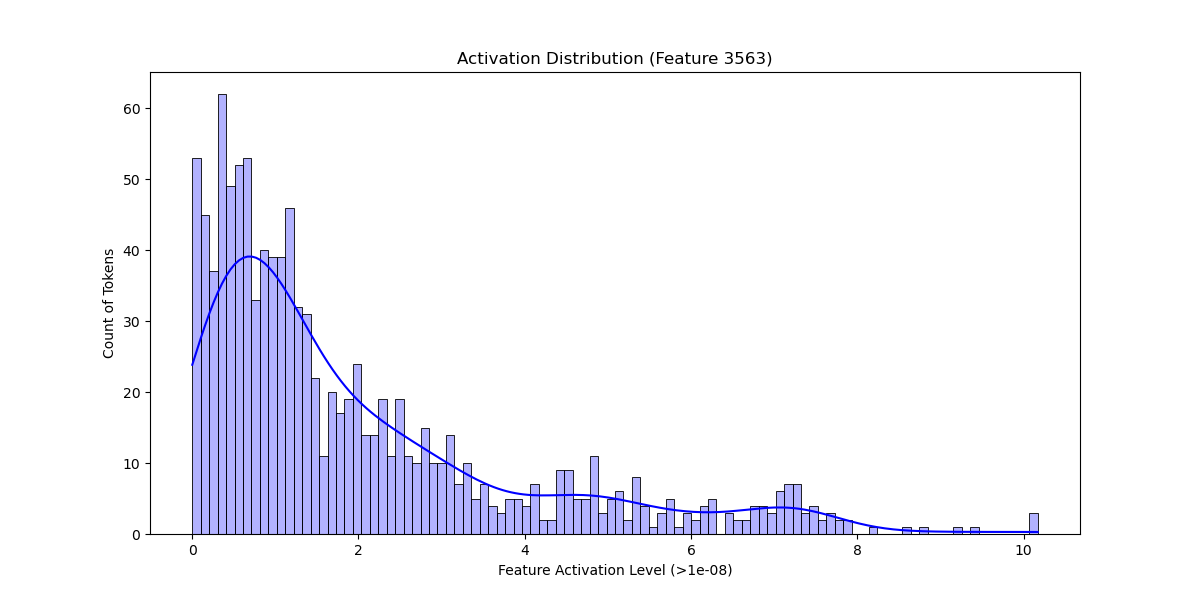 Activation Distribution (Feature 3563)
60
50
40
30
20
10
0
Count of Tokens
0 2 4 6 8 10
Feature Activation Level (>1e-08)